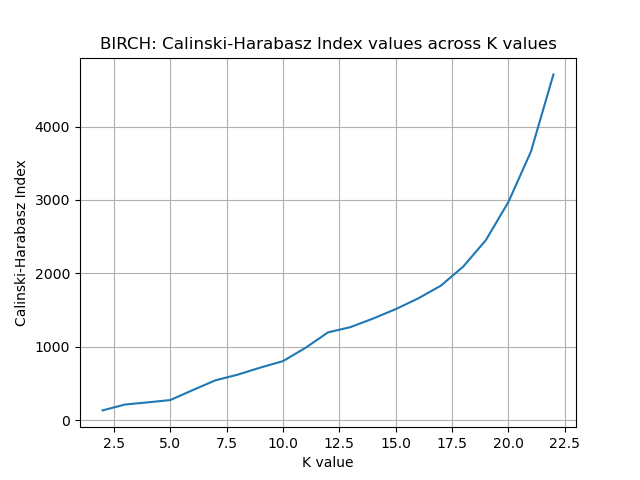 BIRCH: Calinski-Harabasz Index values across K values
Calinski-Harabasz Index
4000
3000
2000
1000
0
2.5 5.0 7.5 10.0 12.5 15.0 17.5 20.0 22.5
K value